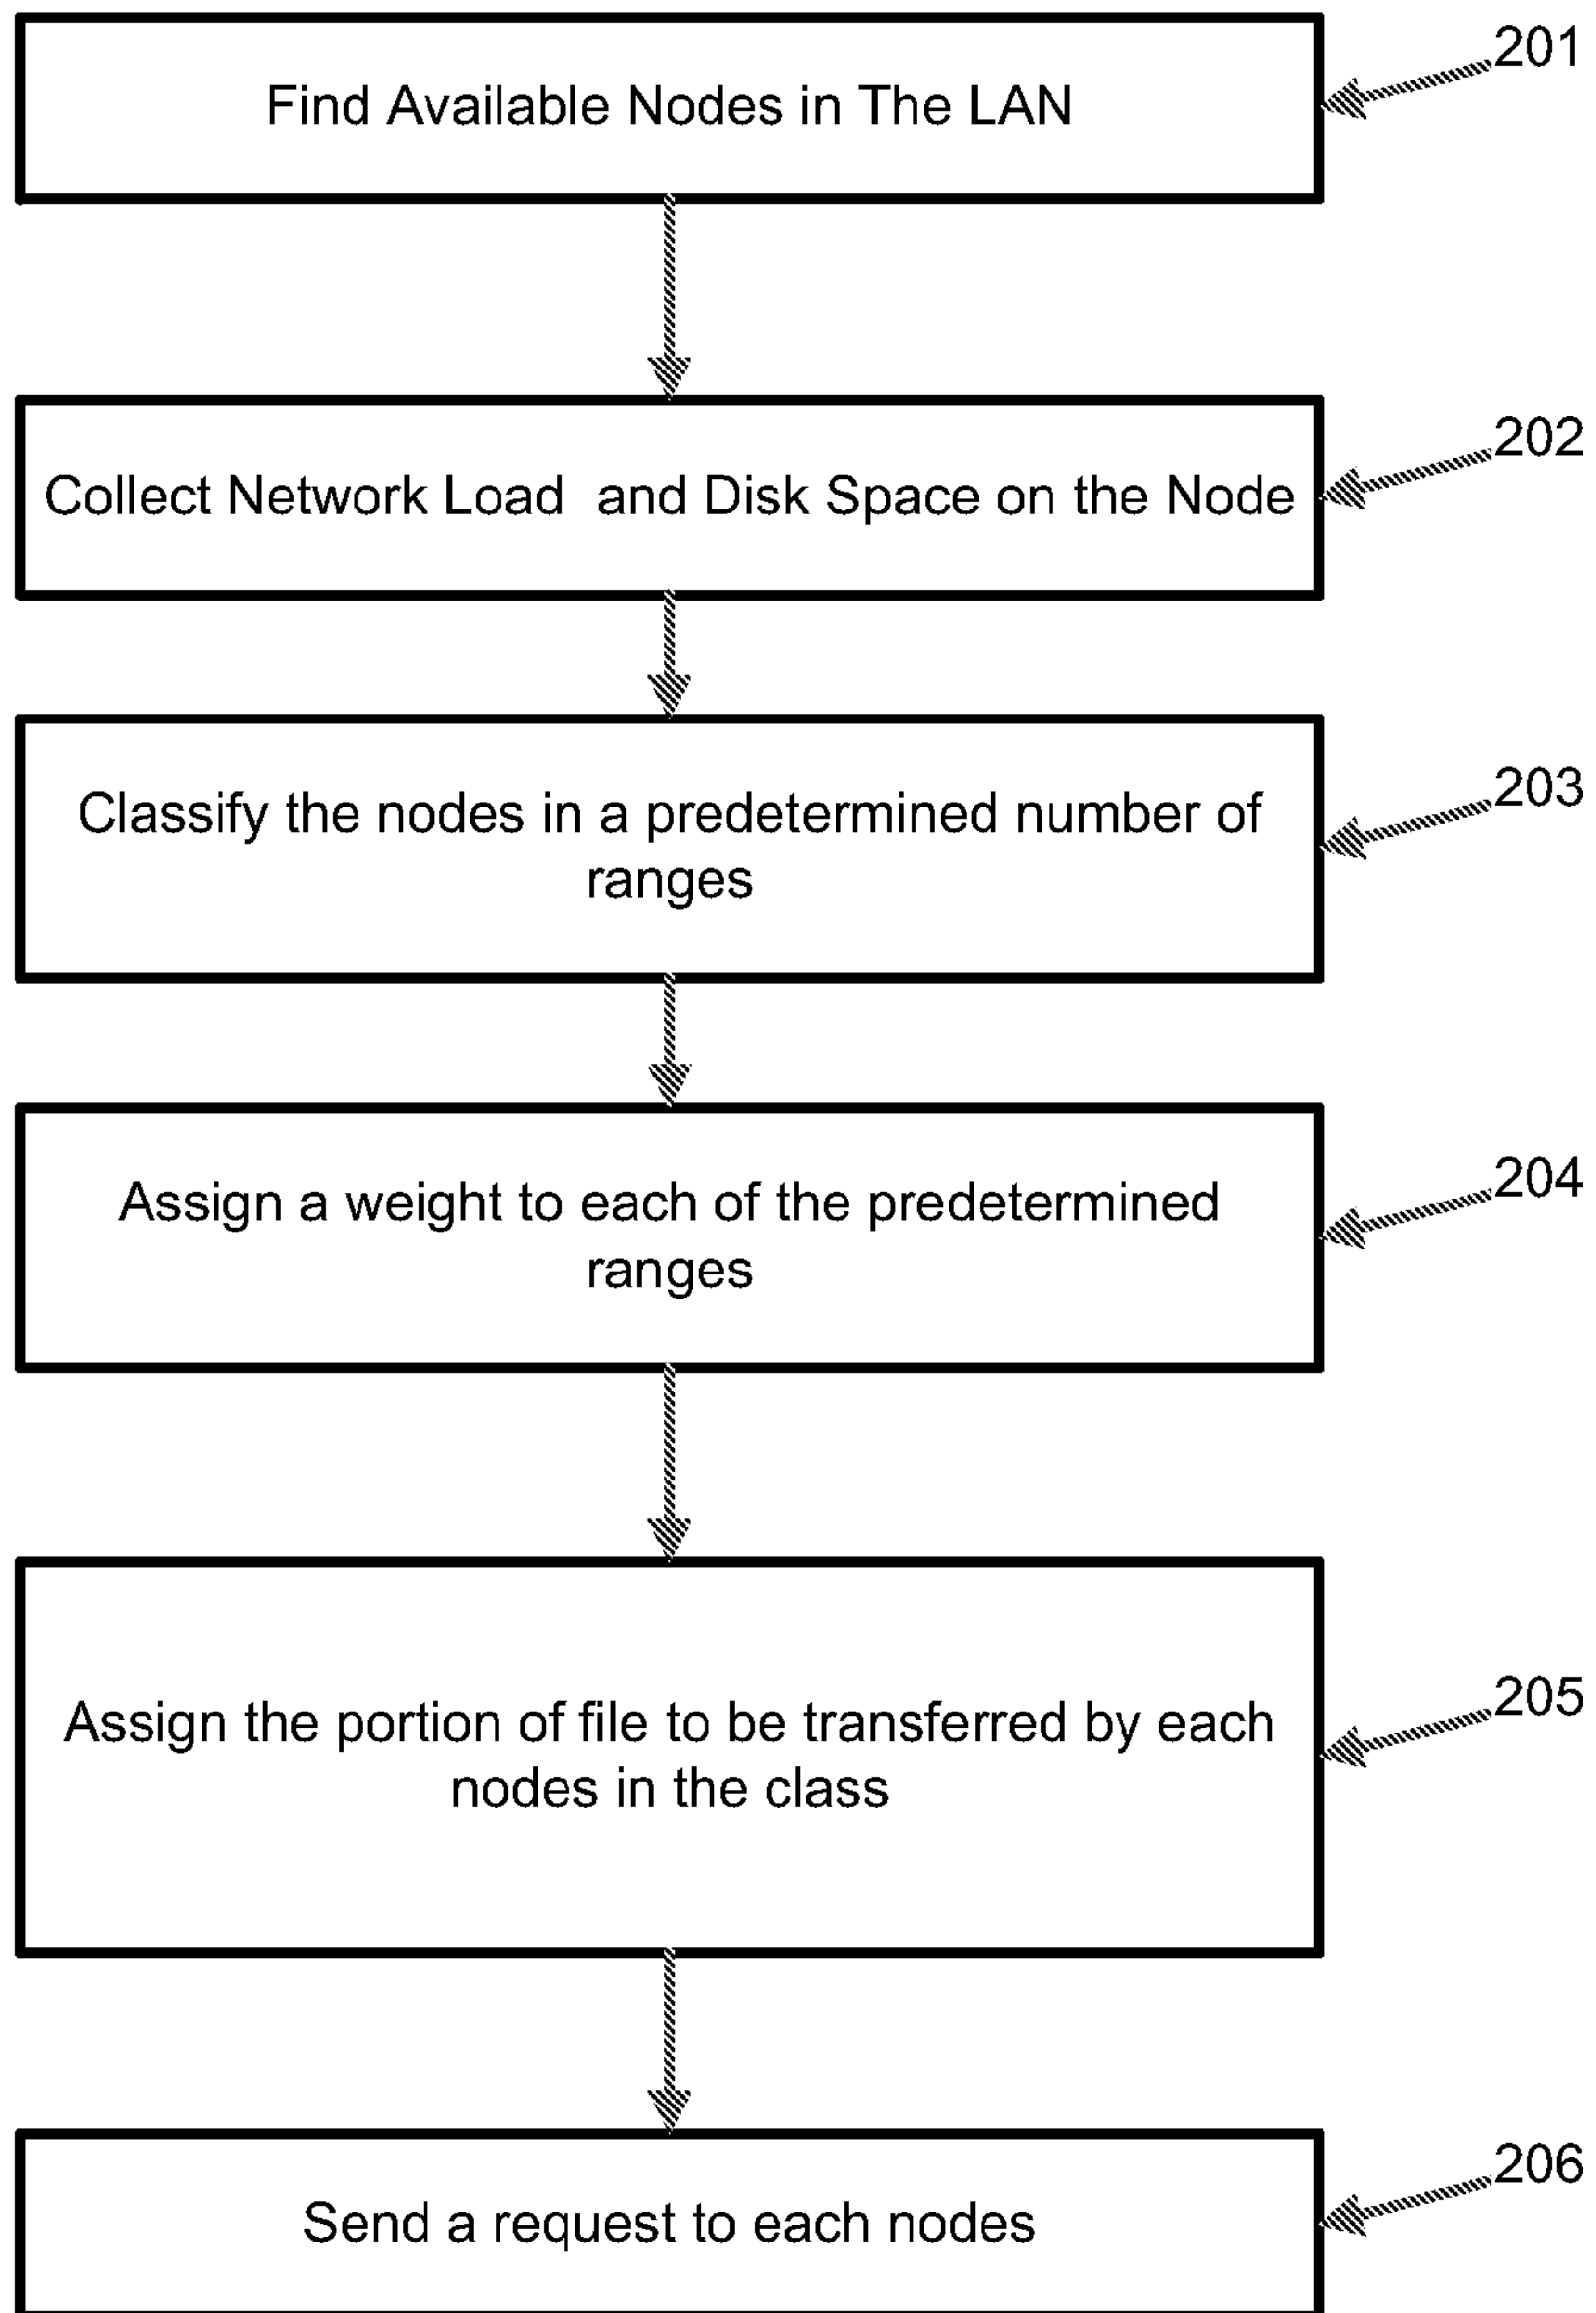 Find Available Nodes in The LAN
201
Collect Network Load and Disk Space on the Node
202
Classify the nodes in a predetermined number of
ranges
203
Assign a weight to each of the predetermined
ranges
204
Assign the portion of file to be transferred by each
nodes in the class
205
Send a request to each nodes
206